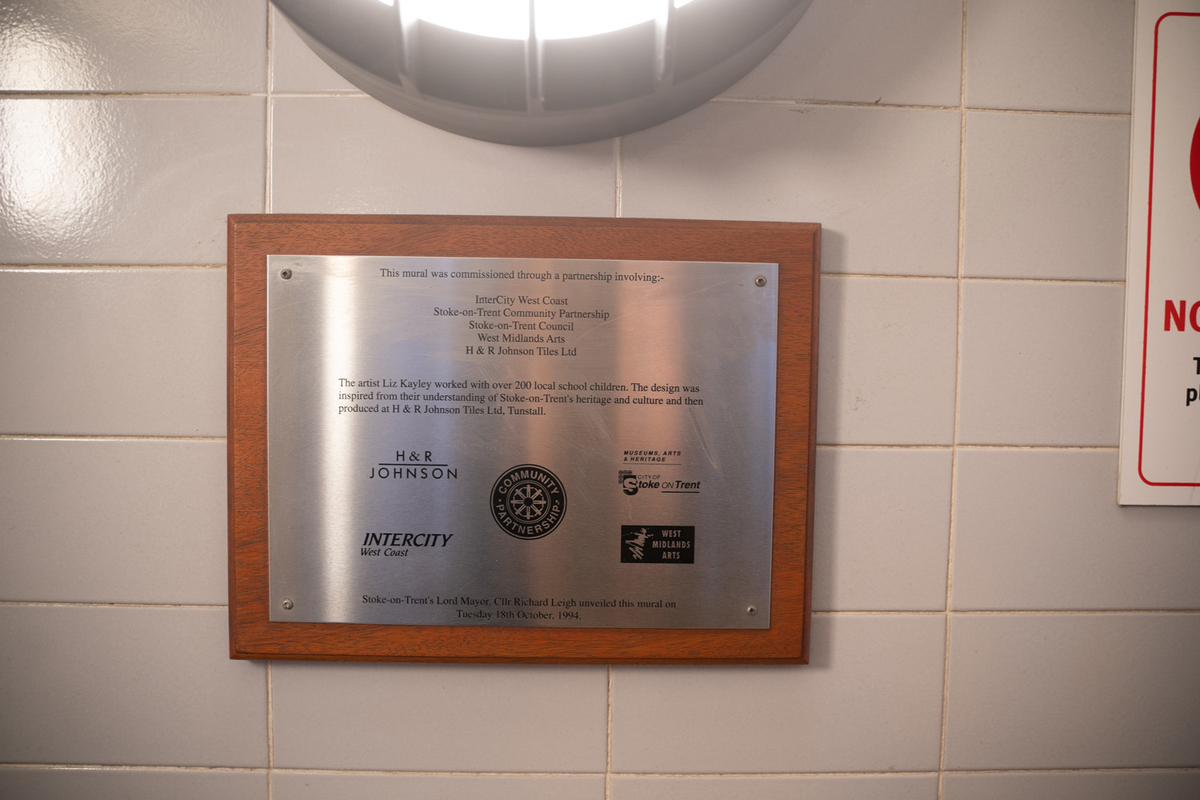 This mural was commissioned through a partnership involving:-
InterCity West Coast
Stoke-on-Trent Community Partnership
Stoke-on-Trent Council
West Midlands Arts
H & R Johnson Tiles Ltd
The artist Liz Kayley worked with over 200 local school children. The design was
inspired from their understanding of Stoke-on-Trent's heritage and culture and then
produced at H & R Johnson Tiles Ltd, Tunstall.
H & R
JOHNSON
MUSEUMS, ARTS
& HERITAGE
CITY OF
Stoke ON Trent
COMMUNITY
PARTNERSHIP
INTERCITY
West Coast
WEST
MIDLANDS
ARTS
Stoke-on-Trent's Lord Mayor, Cllr Richard Leigh unveiled this mural on
Tuesday 18th October, 1994.